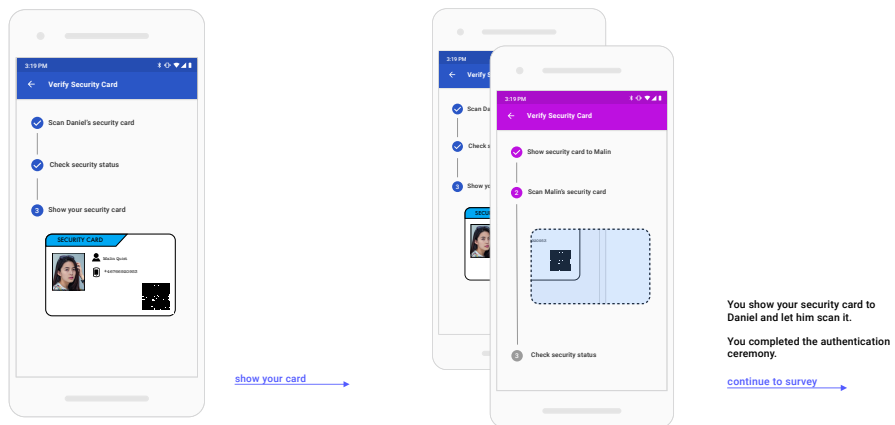 3:19 PM
Verify Security Card
Scan Daniel's security card
Check security status
3 Show your security card
SECURITY CARD
Malin Quist
show your card
3:19 PM
Verify S
Scan Da
Check s
3 Show yo
SECU
3:19 PM
Verify Security Card
Show security card to Malin
2 Scan Malin's security card
3 Check security status
You show your security card to
Daniel and let him scan it.
You completed the authentication
ceremony.
continue to survey